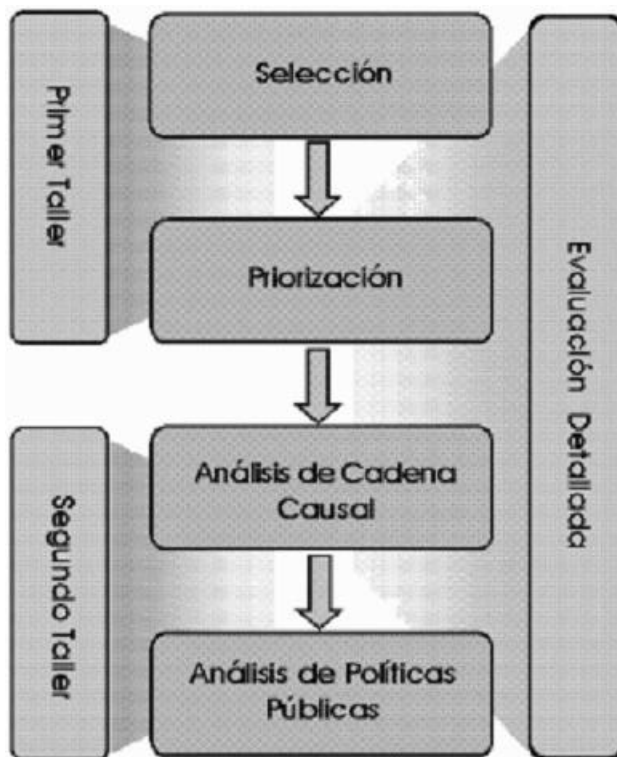 Primer Taller
Selección
Priorización
Segundo Taller
Análisis de Cadena
Causal
Análisis de Políticas
Públicas
Evaluación Detallada